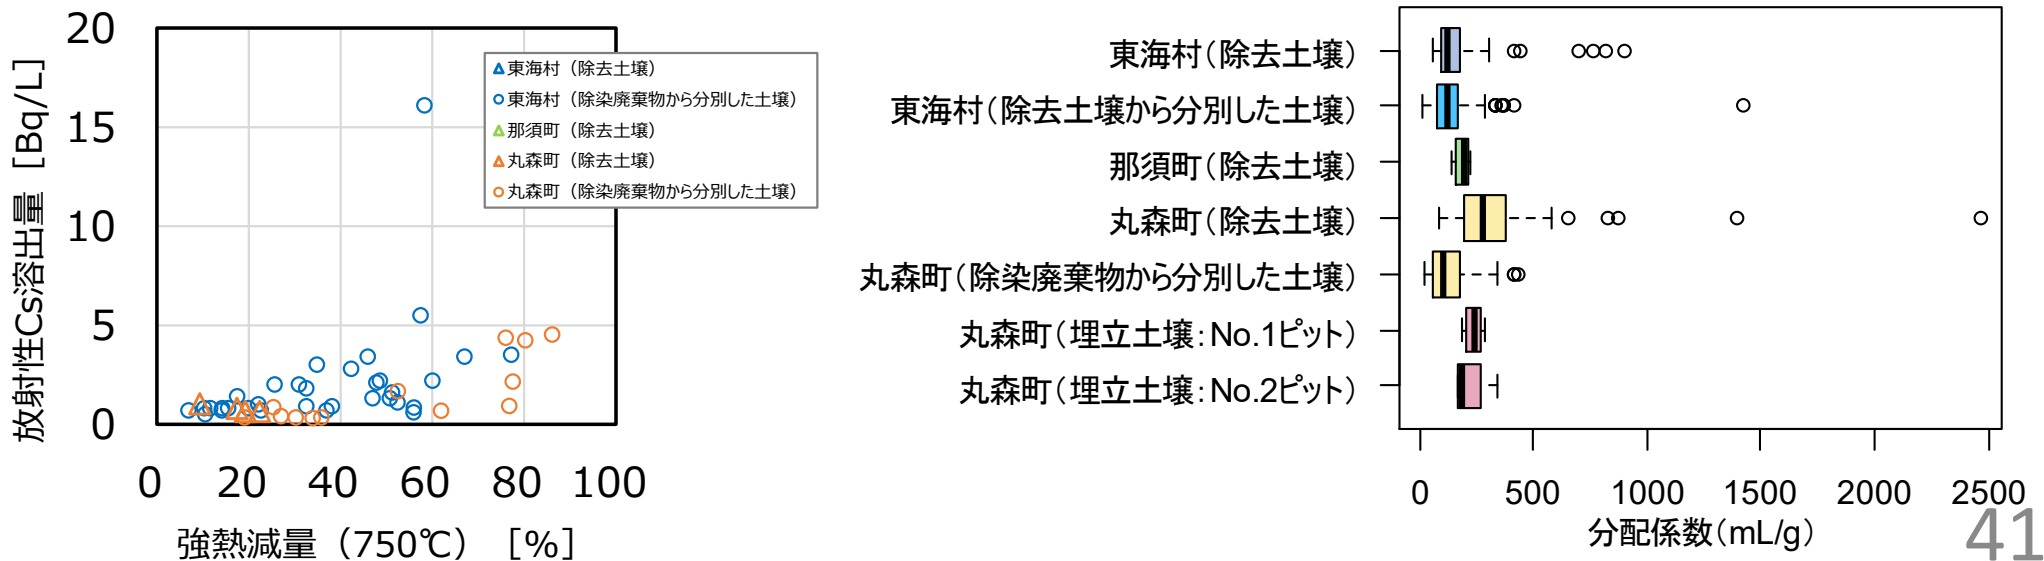 放射性Cs溶出量［Bq/L］
20
15
10
5
0
東海村（除去土壌）
東海村（除染廃棄物から分別した土壌）
那須町（除去土壌）
丸森町（除去土壌）
丸森町（除染廃棄物から分別した土壌）
0 20 40 60 80 100
強熱減量（750℃）［%］
東海村（除去土壌）
東海村（除去土壌から分別した土壌）
那須町（除去土壌）
丸森町（除去土壌）
丸森町（除染廃棄物から分別した土壌）
丸森町（埋立土壌：No.1ピット）
丸森町（埋立土壌：No.2ピット）
0 500 1000 1500 2000 2500
分配係数（mL/g）
41